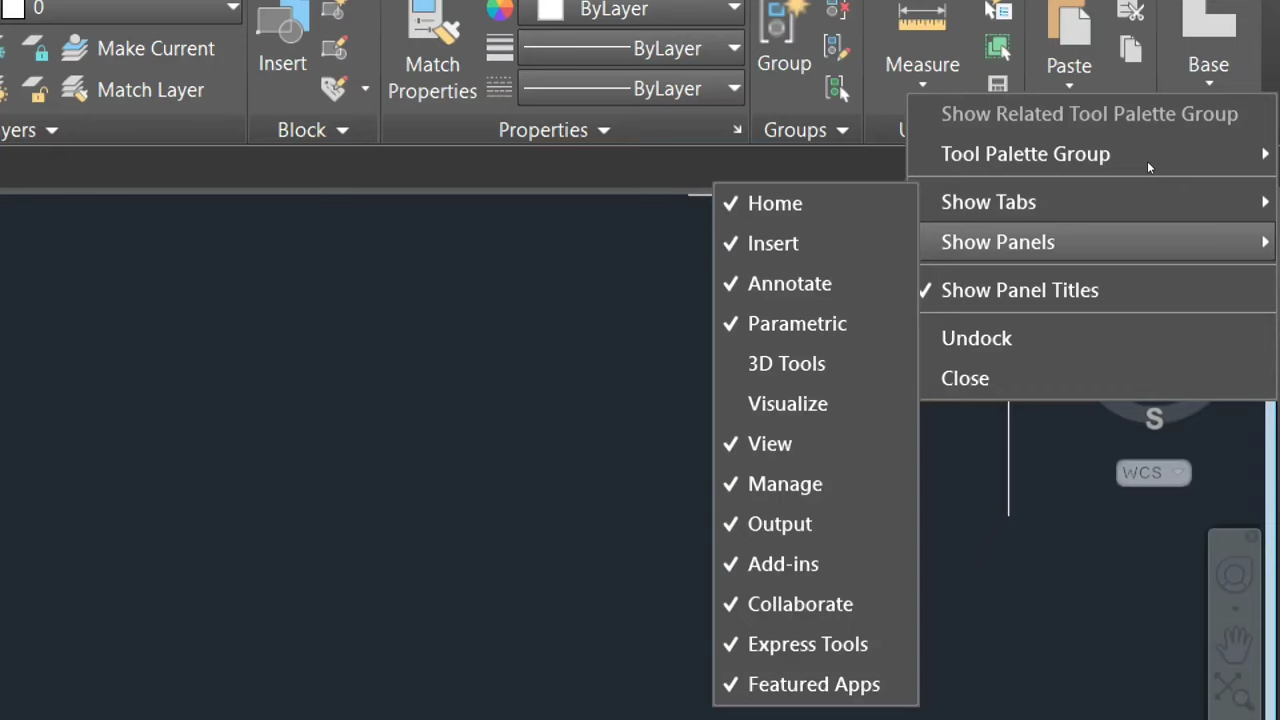 0
ByLayer
Make Current
Insert
Match
Properties
ByLayer
Group
Measure
Paste
Base
Match Layer
ByLayer
yers
Block
Properties
Groups
U
Show Related Tool Palette Group
Tool Palette Group
Show Tabs
Show Panels
Show Panel Titles
Undock
Close
Home
Insert
Annotate
Parametric
3D Tools
Visualize
View
Manage
Output
Add-ins
Collaborate
Express Tools
Featured Apps
S
WCS